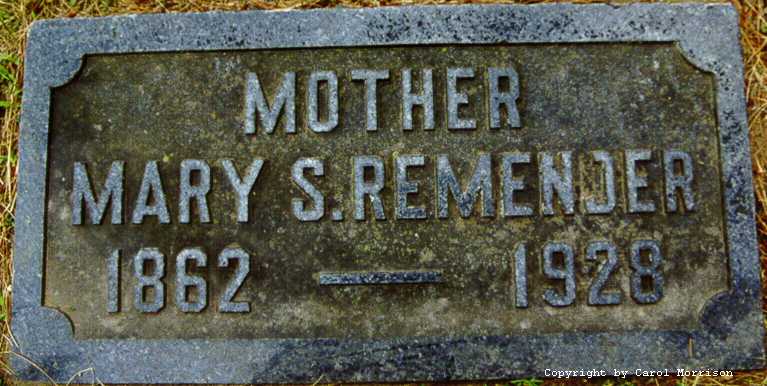 MOTHER
MARY S. REMENDER
1862 — 1928
Copyright by Carol Morrison